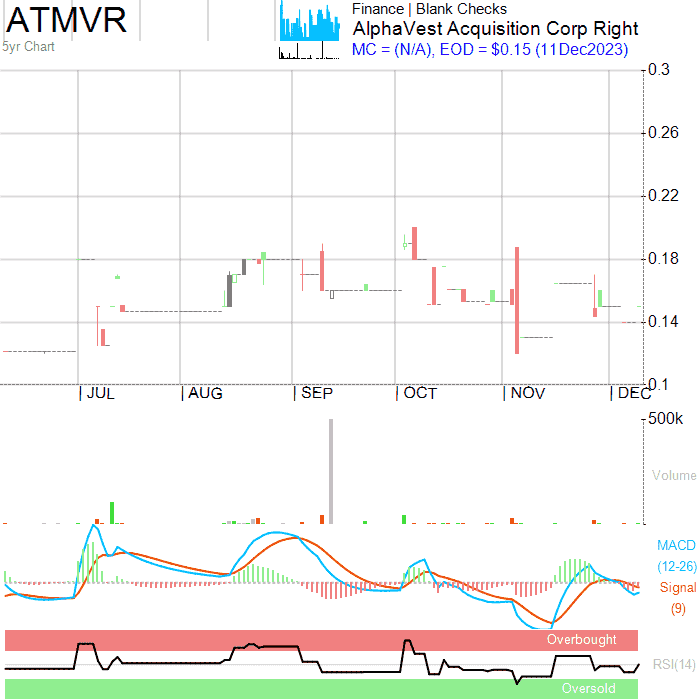 ATMVR
5yr Chart
Finance | Blank Checks
AlphaVest Acquisition Corp Right
MC = (N/A), EOD = $0.15 (11Dec2023)
0.3
0.26
0.22
0.18
0.14
0.1
JUL AUG SEP OCT NOV DEC
500k
Volume
MACD
(12-26)
Signal
(9)
Overbought
RSI(14)
Oversold